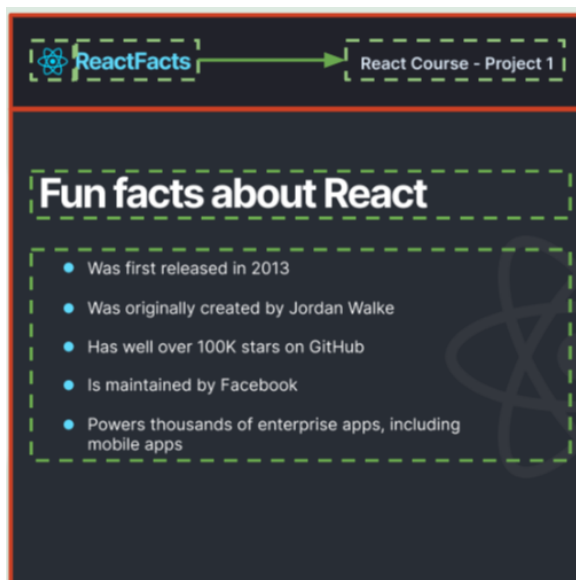 ReactFacts
React Course - Project 1
Fun facts about React
Was first released in 2013
Was originally created by Jordan Walke
Has well over 100K stars on GitHub
Is maintained by Facebook
Powers thousands of enterprise apps, including
mobile apps